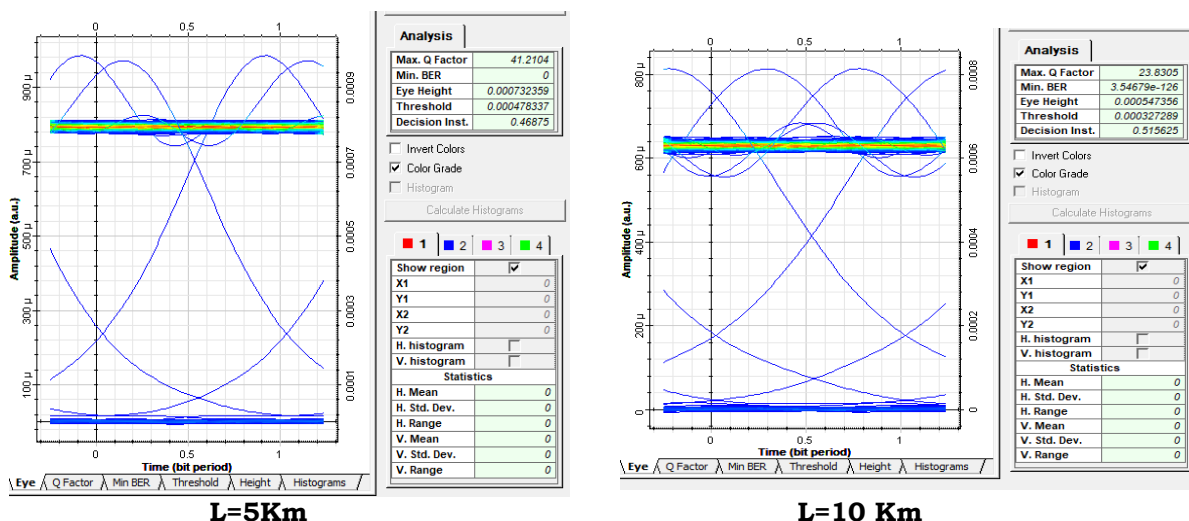 0 0.5 1
Amplitude (a.u.)
900 µ
700 µ
500 µ
300 µ
100 µ
0.0009
0.0007
0.0005
0.0003
0.0001
0 0.5 1
Time (bit period)
Eye Q Factor Min BER Threshold Height Histograms
Analysis
Max. Q Factor 41.2104
Min. BER 0
Eye Height 0.000732359
Threshold 0.000478337
Decision Inst. 0.46875
Invert Colors
Color Grade
Histogram
Calculate Histograms
1 2 3 4
Show region
X1 0
Y1 0
X2 0
Y2 0
H. histogram
V. histogram
Statistics
H. Mean 0
H. Std. Dev. 0
H. Range 0
V. Mean 0
V. Std. Dev. 0
V. Range 0
L=5Km
0 0.5 1
Amplitude (a.u.)
800 µ
600 µ
400 µ
200 µ
0
0.0008
0.0006
0.0004
0.0002
0
0 0.5 1
Time (bit period)
Eye Q Factor Min BER Threshold Height Histograms
Analysis
Max. Q Factor 23.8305
Min. BER 3.54679e-126
Eye Height 0.000547356
Threshold 0.000327289
Decision Inst. 0.515625
Invert Colors
Color Grade
Histogram
Calculate Histograms
1 2 3 4
Show region
X1 0
Y1 0
X2 0
Y2 0
H. histogram
V. histogram
Statistics
H. Mean 0
H. Std. Dev. 0
H. Range 0
V. Mean 0
V. Std. Dev. 0
V. Range 0
L=10 Km